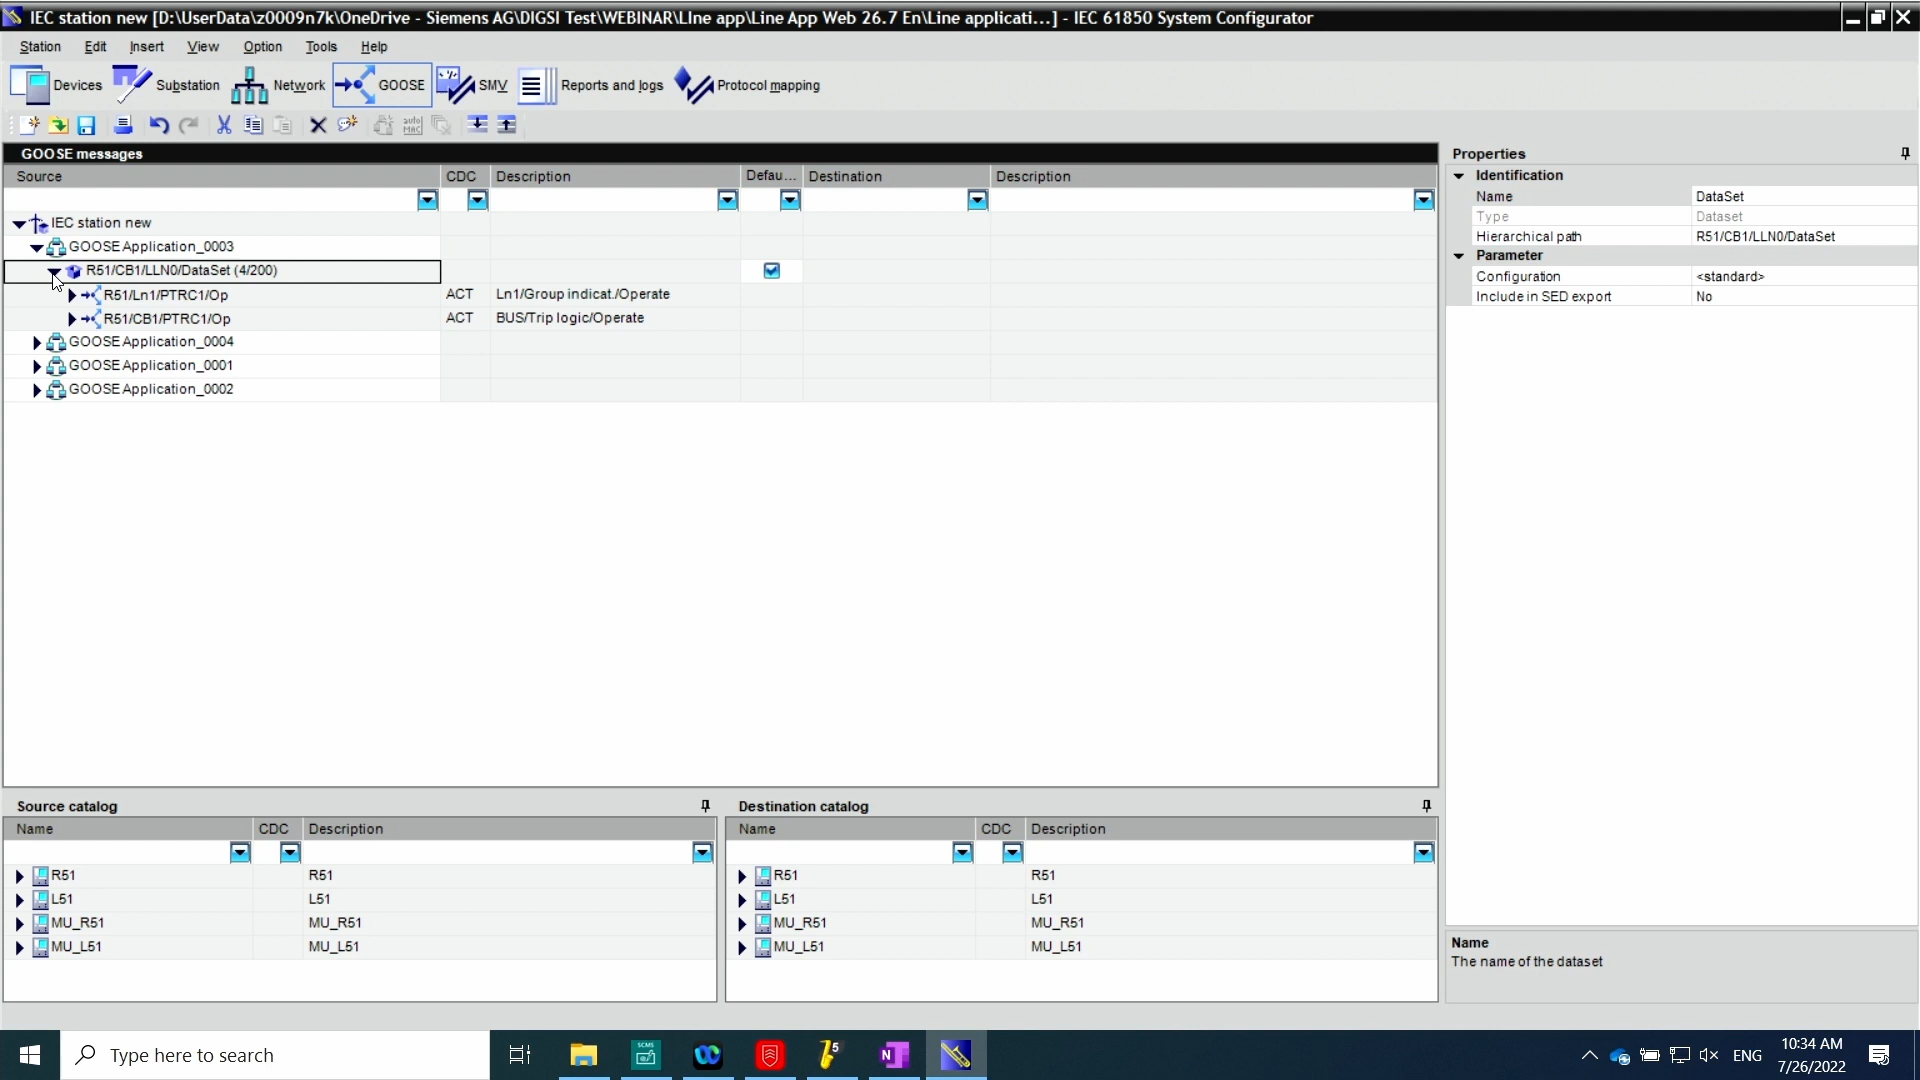 IEC station new [D:\UserData\z0009n7k\OneDrive - Siemens AG\DIGSI Test\WEBINAR\LIne app\Line App Web 26.7 En\Line applicati...] - IEC 61850 System Configurator
Station Edit Insert View Option Tools Help
Devices Substation Network GOOSE SMV Reports and logs Protocol mapping
GOOSE messages
Source CDC Description Defau... Destination Description
IEC station new
GOOSE Application_0003
R51/CB1/LLN0/DataSet (4/200)
R51/Ln1/PTRC1/Op ACT Ln1/Group indicat./Operate
R51/CB1/PTRC1/Op ACT BUS/Trip logic/Operate
GOOSE Application_0004
GOOSE Application_0001
GOOSE Application_0002
Properties
Identification
Name DataSet
Type Dataset
Hierarchical path R51/CB1/LLN0/DataSet
Parameter
Configuration <standard>
Include in SED export No
Source catalog
Name CDC Description
R51 R51
L51 L51
MU_R51 MU_R51
MU_L51 MU_L51
Destination catalog
Name CDC Description
R51 R51
L51 L51
MU_R51 MU_R51
MU_L51 MU_L51
Name
The name of the dataset
Type here to search
ENG
10:34 AM
7/26/2022